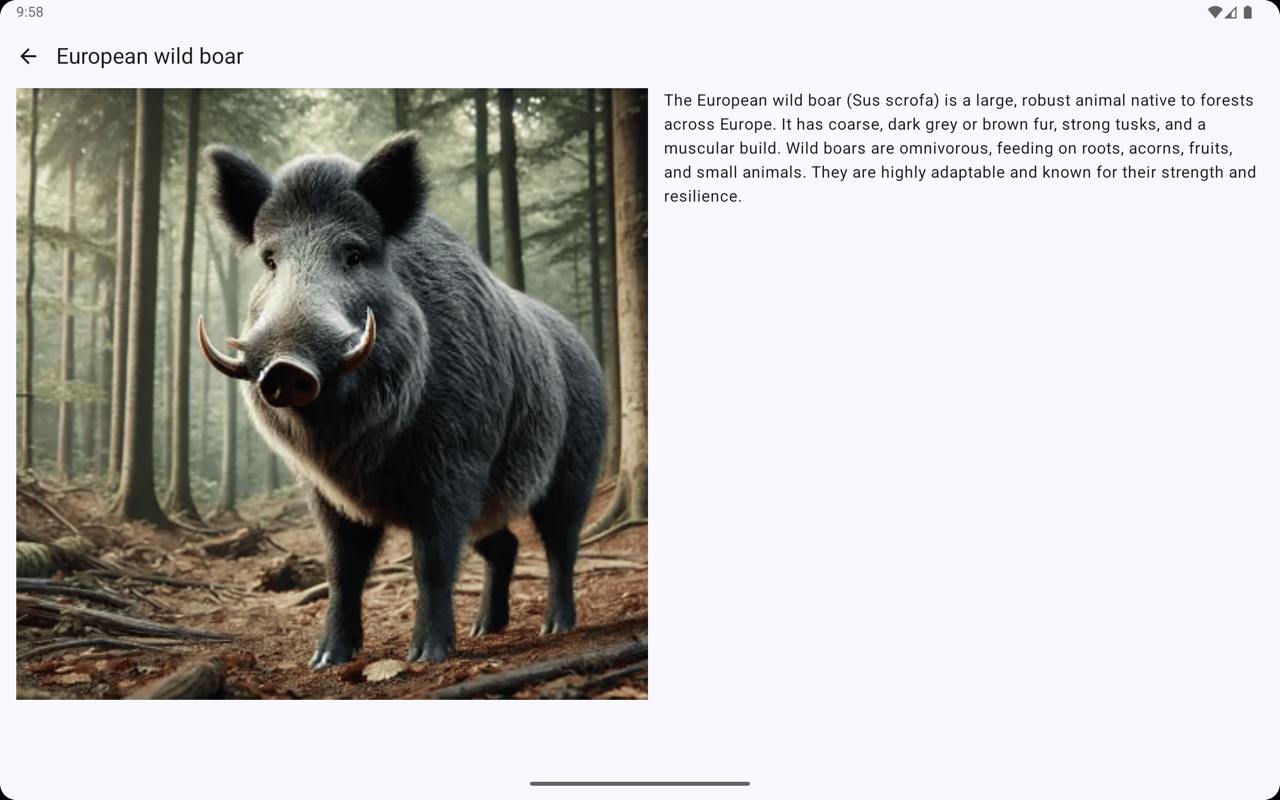 9:58
European wild boar
The European wild boar (Sus scrofa) is a large, robust animal native to forests
across Europe. It has coarse, dark grey or brown fur, strong tusks, and a
muscular build. Wild boars are omnivorous, feeding on roots, acorns, fruits,
and small animals. They are highly adaptable and known for their strength and
resilience.